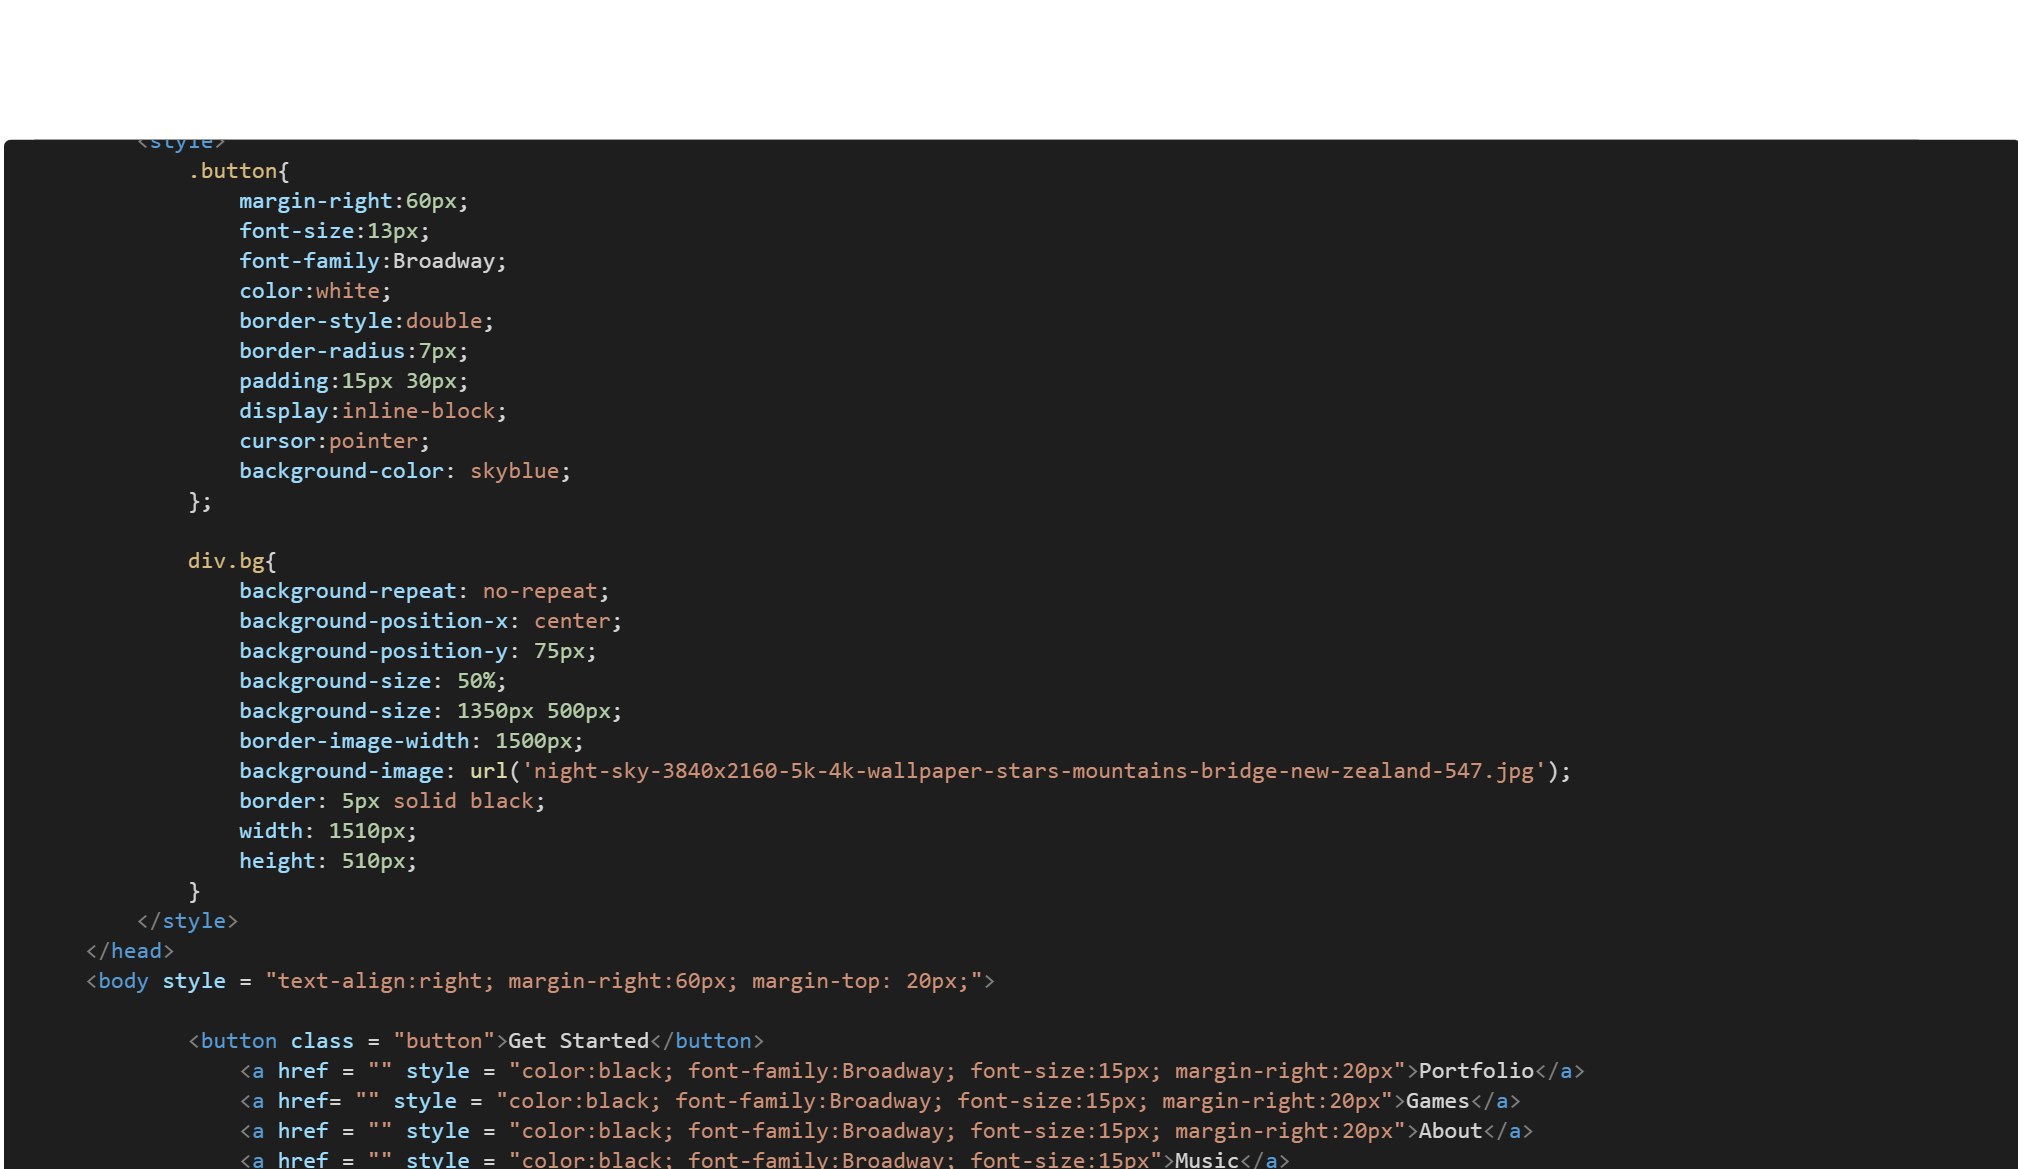 <style>
.button{
margin-right:60px;
font-size:13px;
font-family:Broadway;
color:white;
border-style:double;
border-radius:7px;
padding:15px 30px;
display:inline-block;
cursor:pointer;
background-color: skyblue;
};
div.bg{
background-repeat: no-repeat;
background-position-x: center;
background-position-y: 75px;
background-size: 50%;
background-size: 1350px 500px;
border-image-width: 1500px;
background-image: url('night-sky-3840x2160-5k-4k-wallpaper-stars-mountains-bridge-new-zealand-547.jpg');
border: 5px solid black;
width: 1510px;
height: 510px;
}
</style>
</head>
<body style = "text-align:right; margin-right:60px; margin-top: 20px;">
<button class = "button">Get Started</button>
<a href = "" style = "color:black; font-family:Broadway; font-size:15px; margin-right:20px">Portfolio</a>
<a href= "" style = "color:black; font-family:Broadway; font-size:15px; margin-right:20px">Games</a>
<a href = "" style = "color:black; font-family:Broadway; font-size:15px; margin-right:20px">About</a>
<a href = "" style = "color:black; font-family:Broadway; font-size:15px">Music</a>